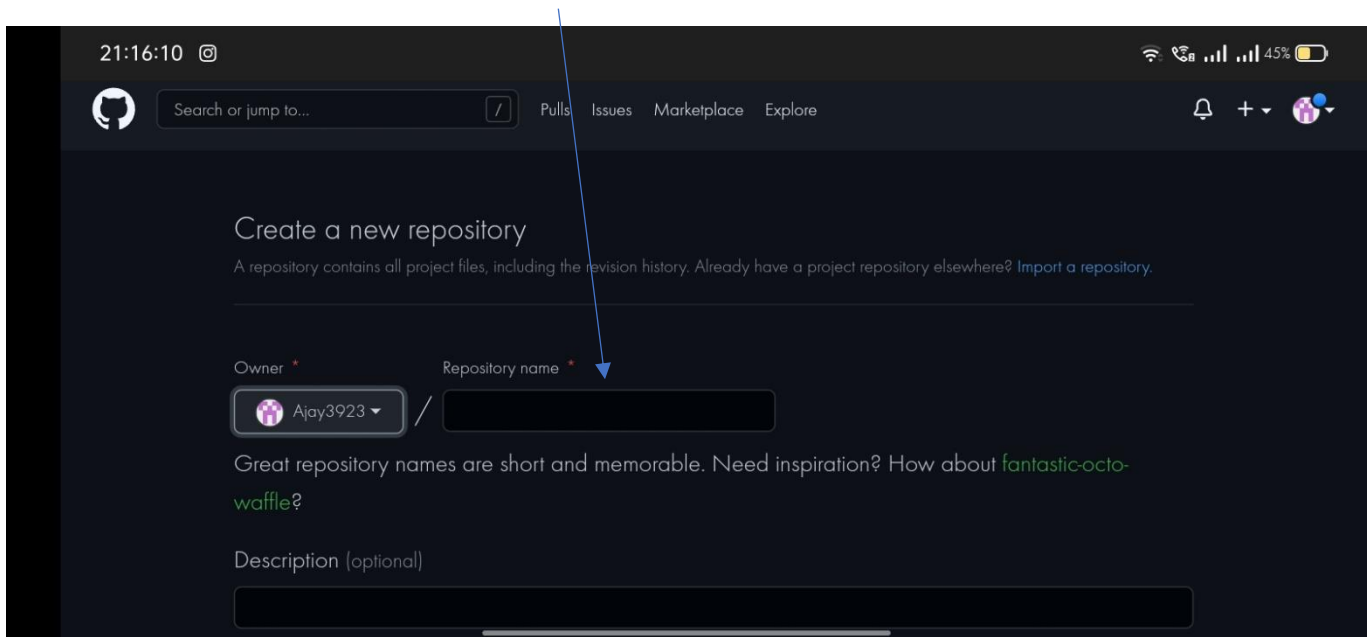 21:16:10 45%
Search or jump to... / Pulls Issues Marketplace Explore
Create a new repository
A repository contains all project files, including the revision history. Already have a project repository elsewhere? Import a repository.
Owner * Repository name *
Ajay3923 /
Great repository names are short and memorable. Need inspiration? How about fantastic-octo-
waffle?
Description (optional)